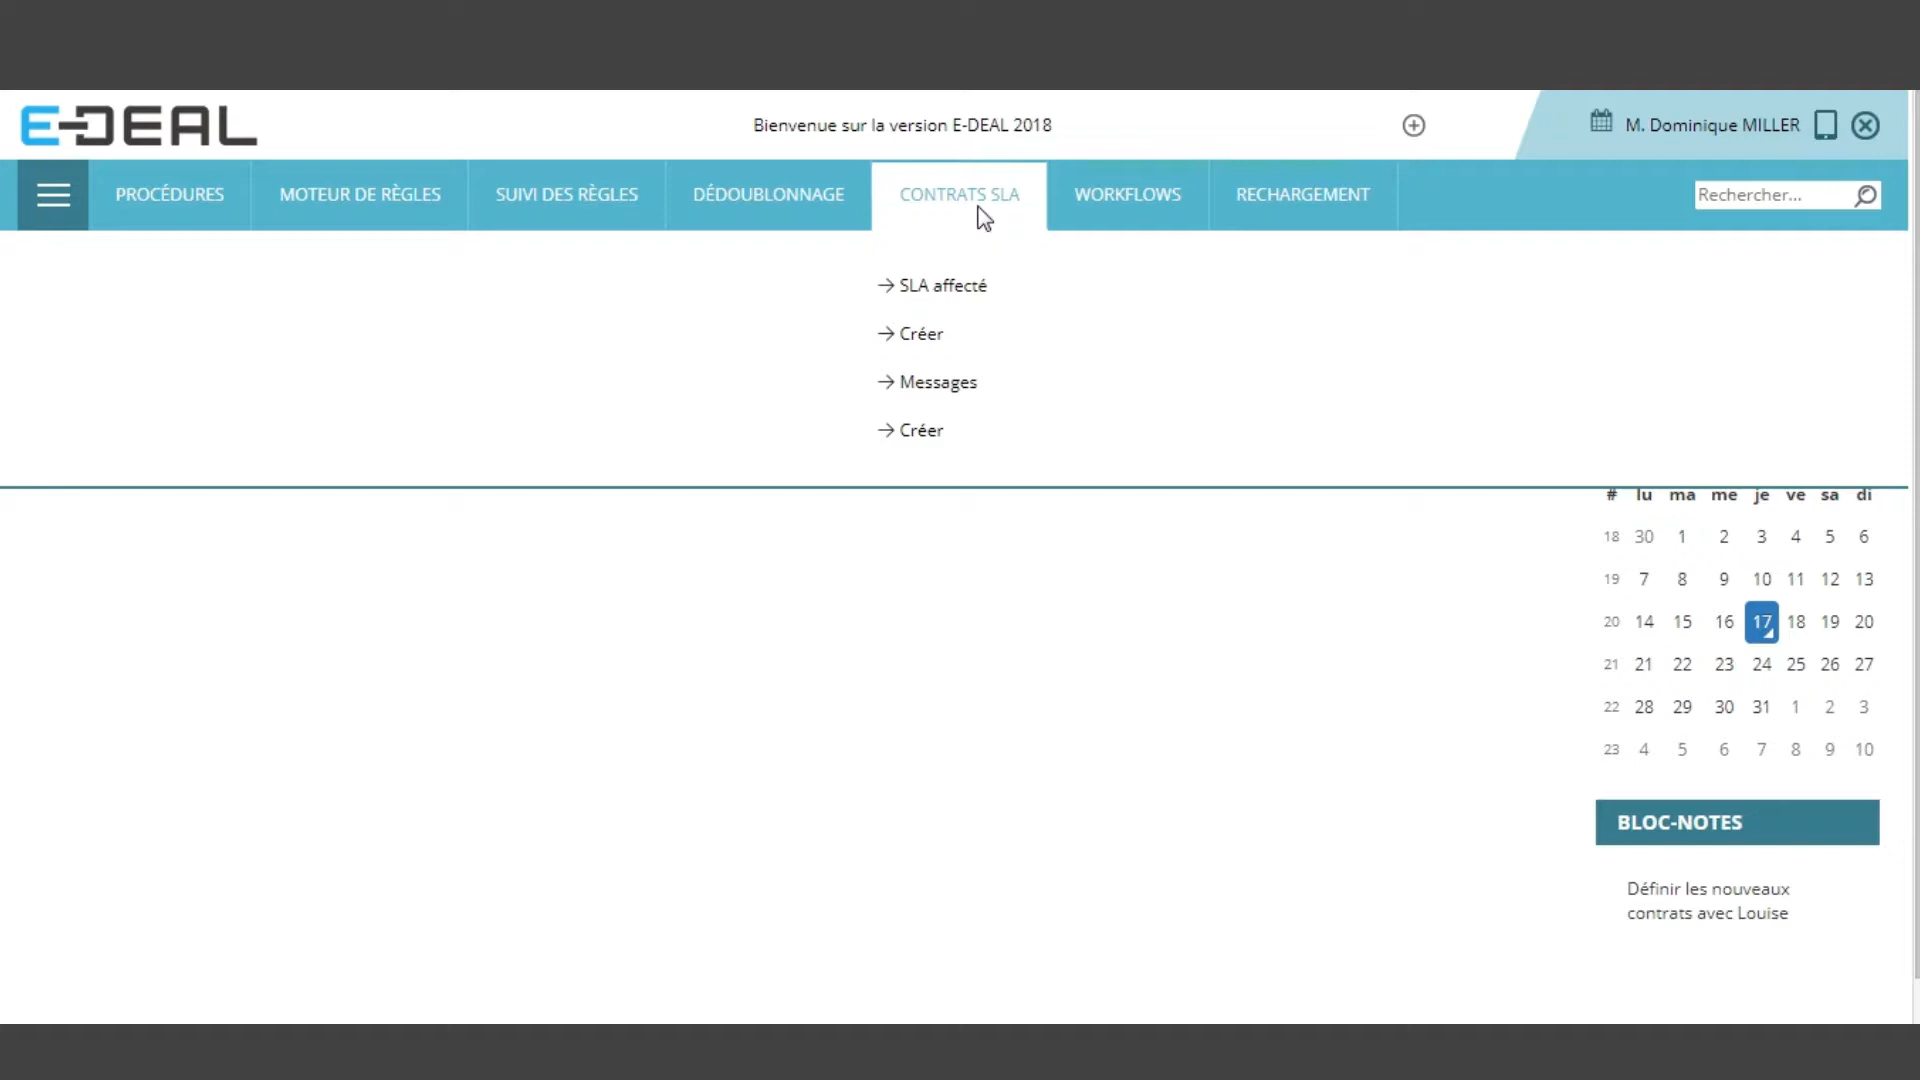 E-DEAL
Bienvenue sur la version E-DEAL 2018
M. Dominique MILLER
PROCÉDURES
MOTEUR DE RÈGLES
SUIVI DES RÈGLES
DÉDOUBLONNAGE
CONTRATS SLA
WORKFLOWS
RECHARGEMENT
Rechercher...
SLA affecté
Créer
Messages
Créer
# lu ma me je ve sa di
18 30 1 2 3 4 5 6
19 7 8 9 10 11 12 13
20 14 15 16 17 18 19 20
21 21 22 23 24 25 26 27
22 28 29 30 31 1 2 3
23 4 5 6 7 8 9 10
BLOC-NOTES
Définir les nouveaux
contrats avec Louise